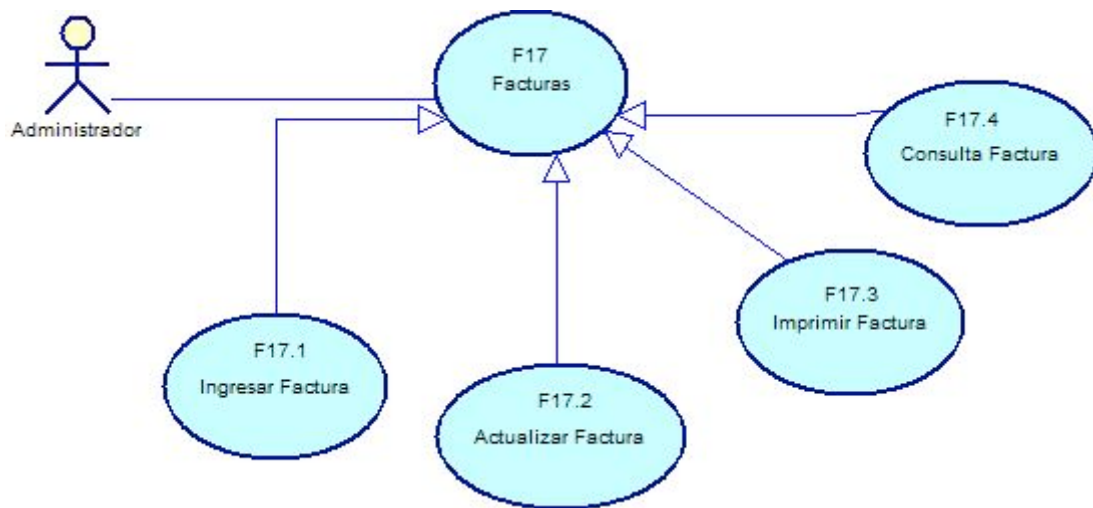 F17
Facturas
Administrador
F17.4
Consulta Factura
F17.3
Imprimir Factura
F17.1
Ingresar Factura
F17.2
Actualizar Factura